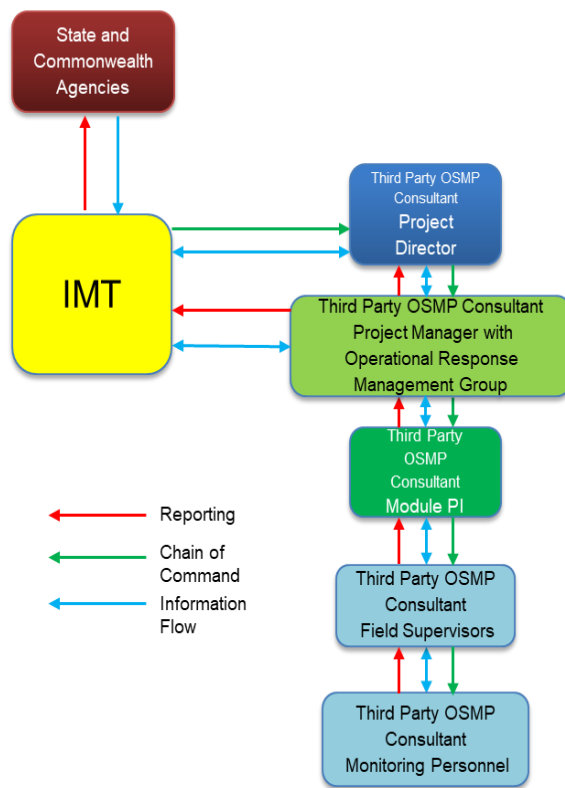 State and
Commonwealth
Agencies
Third Party OSMP
Consultant
Project
Director
IMT
Third Party OSMP Consultant
Project Manager with
Operational Response
Management Group
Third Party
OSMP
Consultant
Module PI
Reporting
Chain of
Command
Information
Flow
Third Party OSMP
Consultant
Field Supervisors
Third Party OSMP
Consultant
Monitoring Personnel